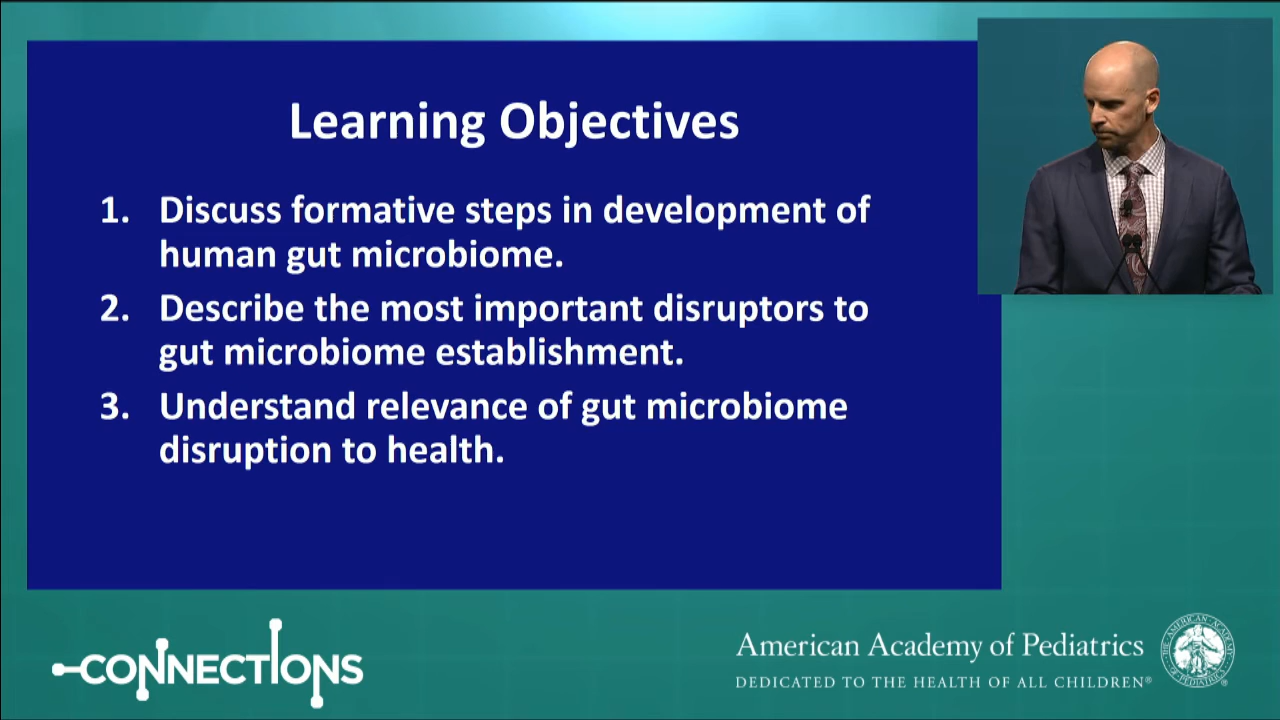 Learning Objectives
1. Discuss formative steps in development of
human gut microbiome.
2. Describe the most important disruptors to
gut microbiome establishment.
3. Understand relevance of gut microbiome
disruption to health.
CONNECTIONS
American Academy of Pediatrics
DEDICATED TO THE HEALTH OF ALL CHILDREN®